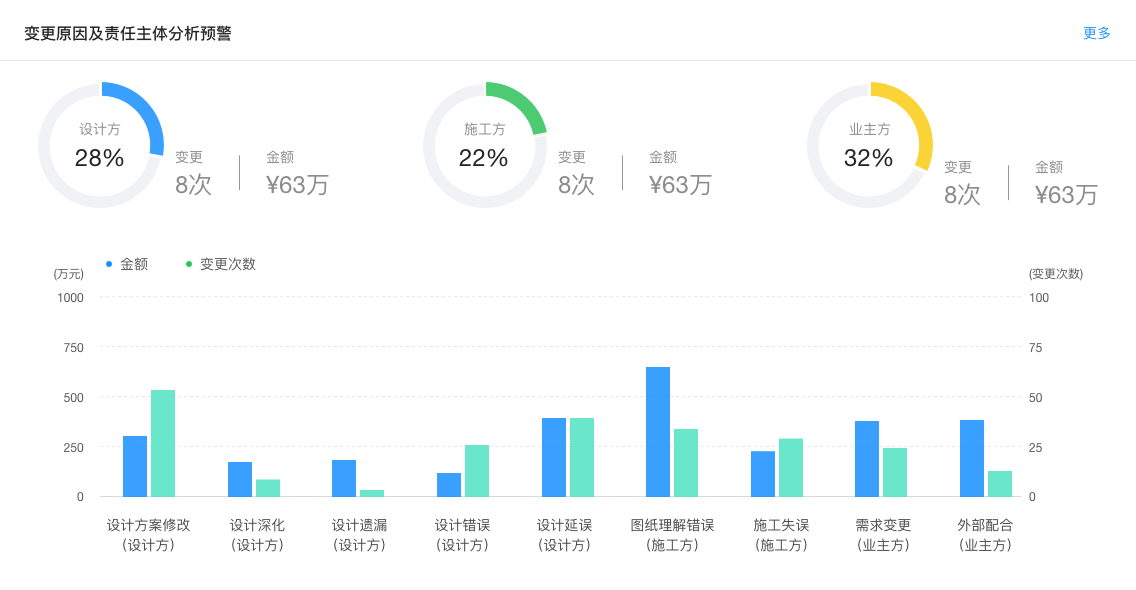 变更原因及责任主体分析预警
更多
设计方
28%
变更
8次
金额
¥63万
施工方
22%
变更
8次
金额
¥63万
业主方
32%
变更
8次
金额
¥63万
金额
变更次数
(万元)
(变更次数)
1000
750
500
250
0
100
75
50
25
0
设计方案修改
(设计方)
设计深化
(设计方)
设计遗漏
(设计方)
设计错误
(设计方)
设计延误
(设计方)
图纸理解错误
(施工方)
施工失误
(施工方)
需求变更
(业主方)
外部配合
(业主方)